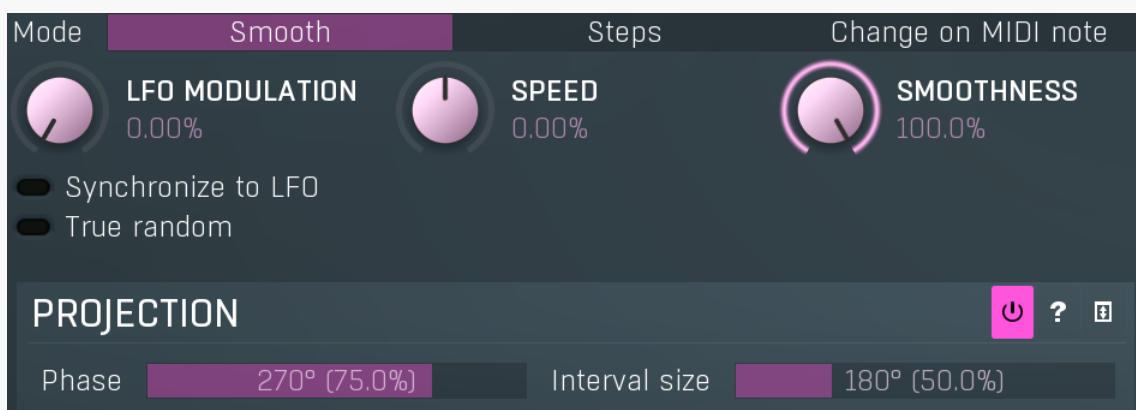 Mode Smooth Steps Change on MIDI note
LFO MODULATION SPEED SMOOTHNESS
0.00% 0.00% 100.0%
Synchronize to LFO
True random
PROJECTION ?
Phase 270° (75.0%) Interval size 180° (50.0%)